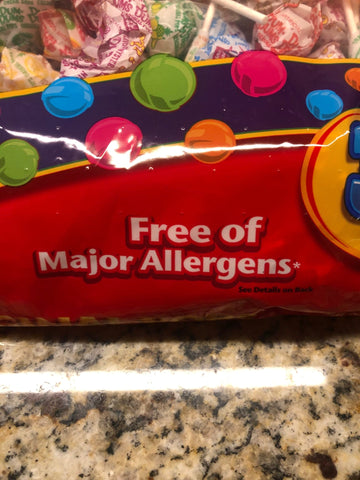 Free of
Major Allergens*
See Details on Back